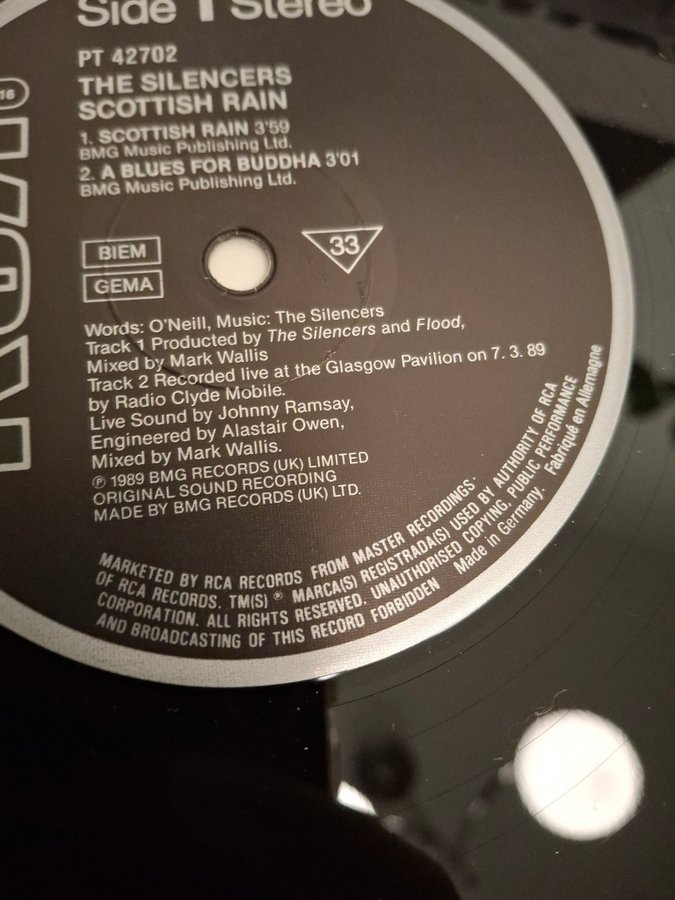 Side 1 Stereo
PT 42702
THE SILENCERS
SCOTTISH RAIN
1. SCOTTISH RAIN 3'59
BMG Music Publishing Ltd.
2. A BLUES FOR BUDDHA 3'01
BMG Music Publishing Ltd.
BIEM
GEMA
33
Words: O'Neill, Music: The Silencers
Track 1 Produced by The Silencers and Flood,
Mixed by Mark Wallis
Track 2 Recorded live at the Glasgow Pavilion on 7. 3. 89
by Radio Clyde Mobile.
Live Sound by Johnny Ramsay,
Engineered by Alastair Owen,
Mixed by Mark Wallis.
℗ 1989 BMG RECORDS (UK) LIMITED
ORIGINAL SOUND RECORDING
MADE BY BMG RECORDS (UK) LTD.
MARKETED BY RCA RECORDS FROM MASTER RECORDINGS
OF RCA RECORDS. TM(S) ® MARCA(S) REGISTRADA(S) USED BY AUTHORITY OF RCA
CORPORATION. ALL RIGHTS RESERVED. UNAUTHORISED COPYING, PUBLIC PERFORMANCE
AND BROADCASTING OF THIS RECORD FORBIDDEN Made in Germany. Fabriqué en Allemagne